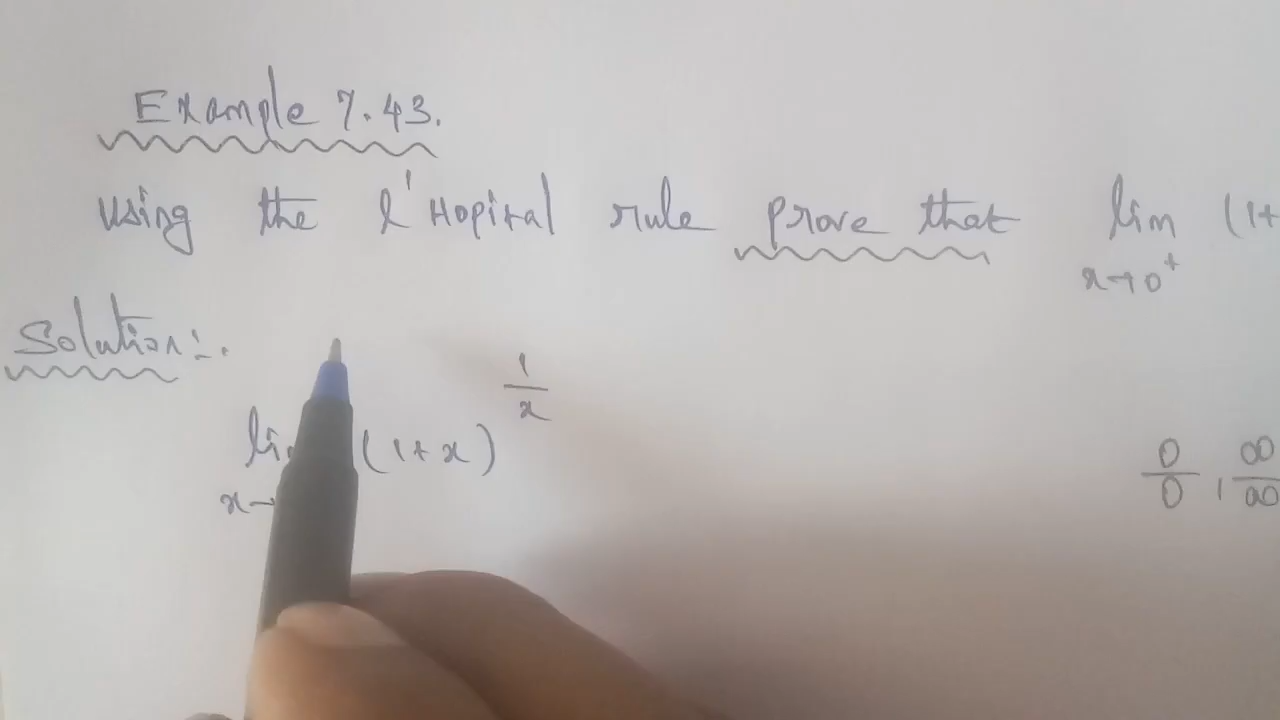 Example 7.43.
Using the l'Hopital rule prove that lim (1+
x→0⁺
Solution:-.
1
x
(1+x)
x→
0/0, ∞/∞